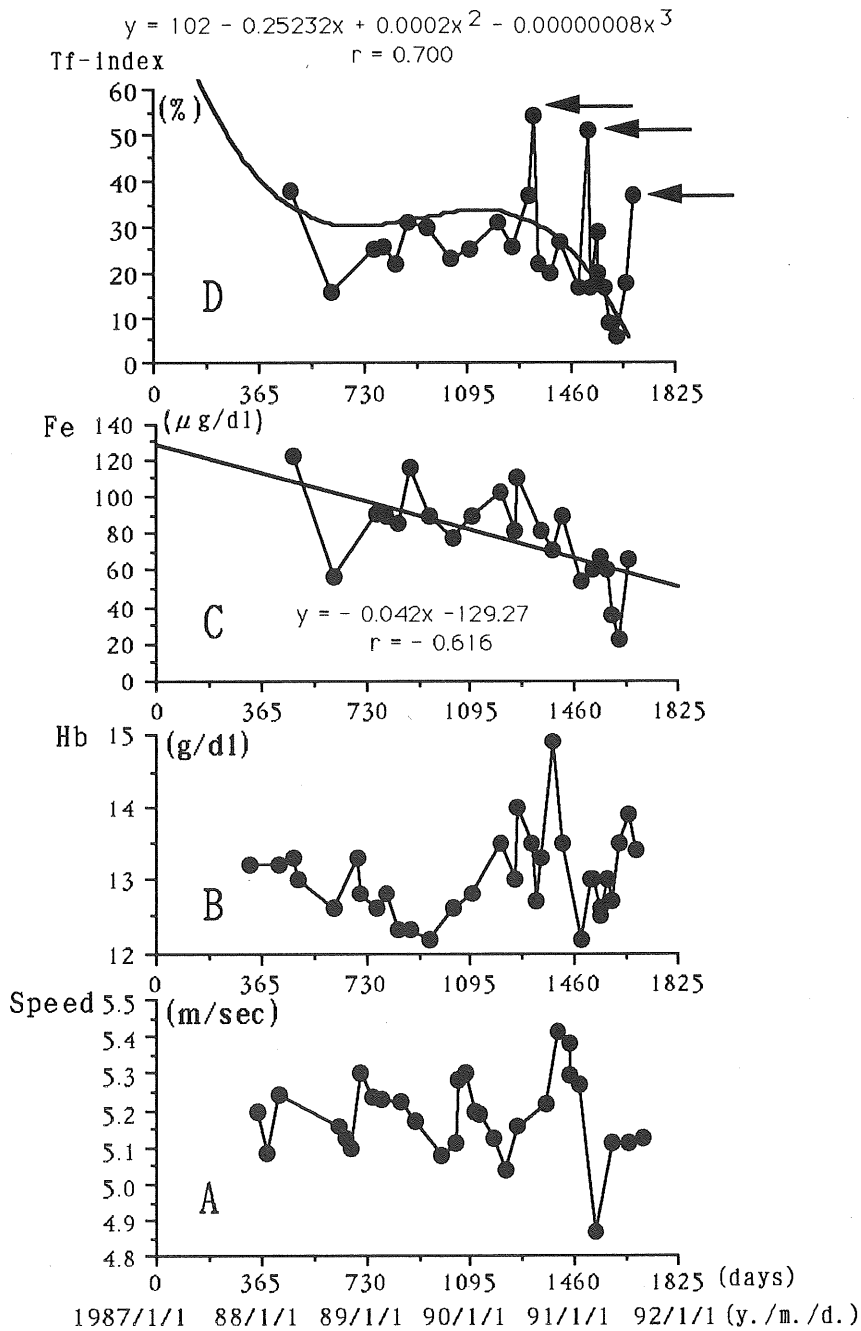 y = 102 - 0.25232x + 0.0002x2 - 0.00000008x3
r = 0.700
Tf-index
(%)
60
50
40
30
20
10
0
D
0 365 730 1095 1460 1825
Fe
(μg/dl)
140
120
100
80
60
40
20
0
C
y = - 0.042x -129.27
r = - 0.616
0 365 730 1095 1460 1825
Hb
(g/dl)
15
14
13
12
B
0 365 730 1095 1460 1825
Speed
(m/sec)
5.5
5.4
5.3
5.2
5.1
5.0
4.9
4.8
A
0 365 730 1095 1460 1825 (days)
1987/1/1 88/1/1 89/1/1 90/1/1 91/1/1 92/1/1 (y./m./d.)